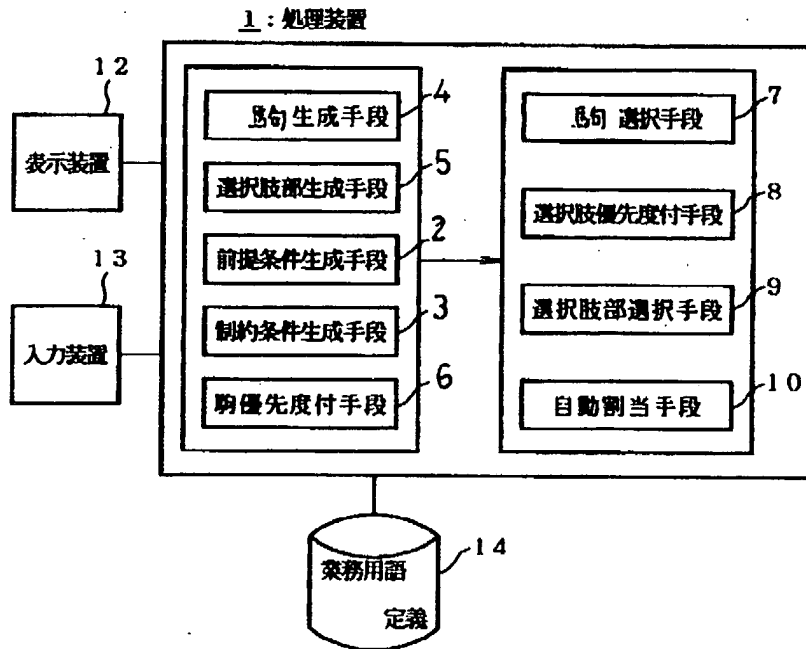 1：処理装置
12
表示装置
13
入力装置
駒生成手段
4
選択肢部生成手段
5
前提条件生成手段
2
制約条件生成手段
3
駒優先度付手段
6
駒 選択手段
7
選択肢優先度付手段
8
選択肢部選択手段
9
自動割当手段
10
業務用語
定義
14